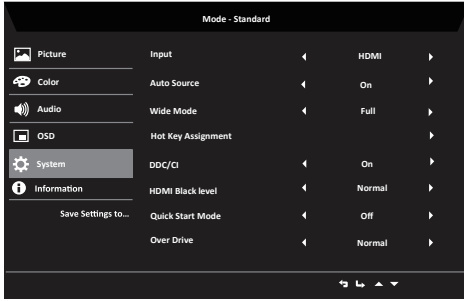 Mode - Standard
Picture
Color
Audio
OSD
System
Information
Save Settings to...
Input HDMI
Auto Source On
Wide Mode Full
Hot Key Assignment
DDC/CI On
HDMI Black level Normal
Quick Start Mode Off
Over Drive Normal